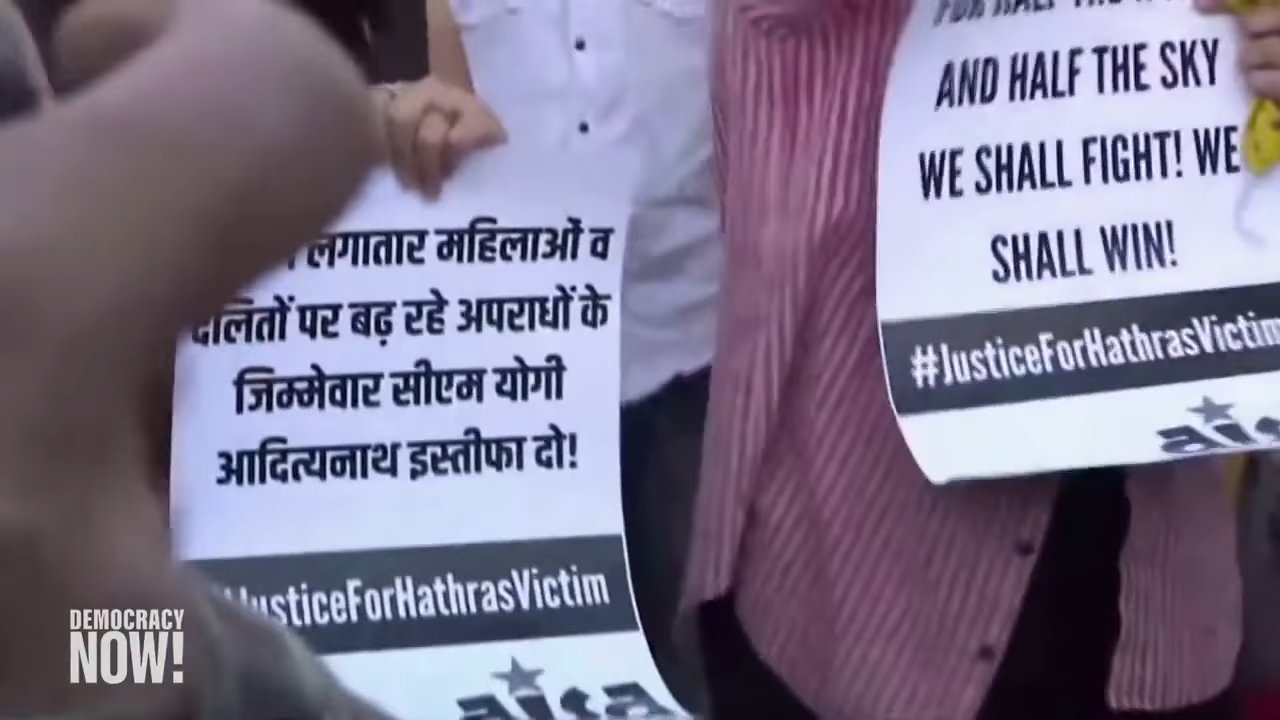 लगातार महिलाओं व
दलितों पर बढ़ रहे अपराधों के
जिम्मेवार सीएम योगी
आदित्यनाथ इस्तीफा दो!
#JusticeForHathrasVictim
aisa
AND HALF THE SKY
WE SHALL FIGHT! WE
SHALL WIN!
#JusticeForHathrasVictim
DEMOCRACY
NOW!